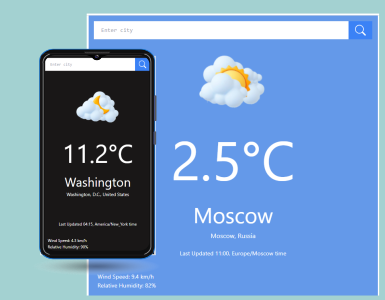 Enter city
11.2°C
Washington
Washington, D.C., United States
Last Updated 04:15, America/New_York time
Wind Speed: 4.3 km/h
Relative Humidity: 90%
Enter city
2.5°C
Moscow
Moscow, Russia
Last Updated 11:00, Europe/Moscow time
Wind Speed: 9.4 km/h
Relative Humidity: 82%